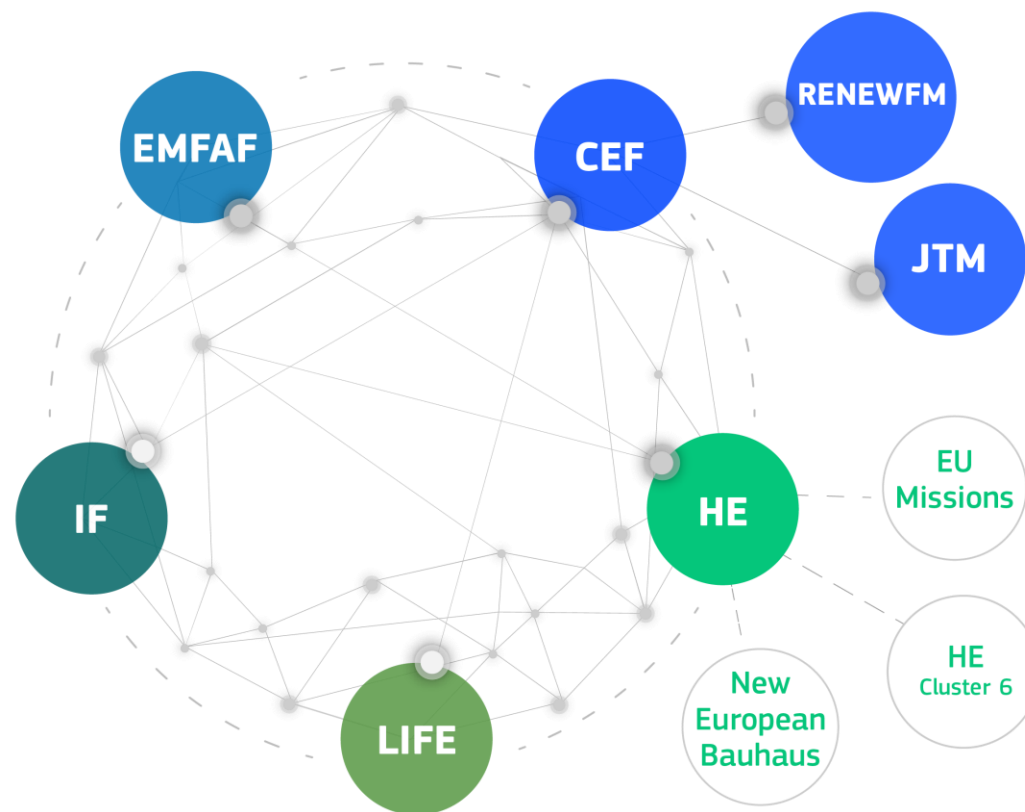 RENEWFM
EMFAF
CEF
JTM
EU
Missions
IF
HE
HE
Cluster 6
New
European
Bauhaus
LIFE